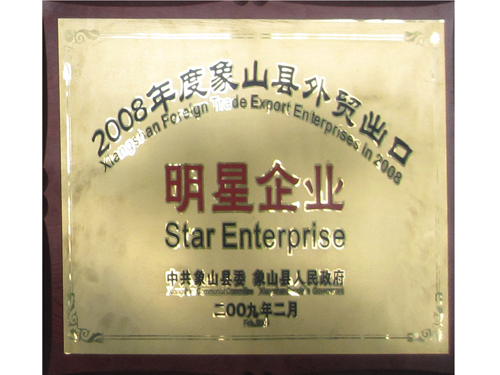 2008年度象山县外贸出口
Xiangshan Foreign Trade Export Enterprises in 2008
明星企业
Star Enterprise
中共象山县委 象山县人民政府
二〇〇九年二月